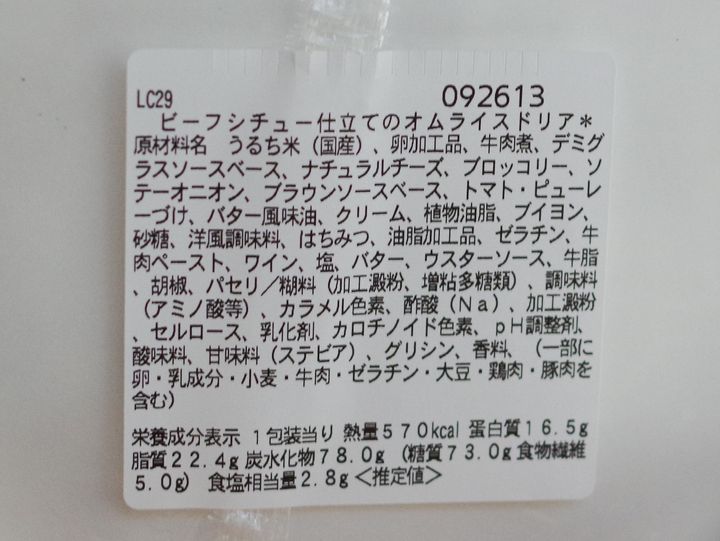 LC29 092613
ビーフシチュー仕立てのオムライスドリア＊
原材料名　うるち米（国産）、卵加工品、牛肉煮、デミグ
ラスソースベース、ナチュラルチーズ、ブロッコリー、ソ
テーオニオン、ブラウンソースベース、トマト・ピューレ
ーづけ、バター風味油、クリーム、植物油脂、ブイヨン、
砂糖、洋風調味料、はちみつ、油脂加工品、ゼラチン、牛
肉ペースト、ワイン、塩、バター、ウスターソース、牛脂
、胡椒、パセリ／糊料（加工澱粉、増粘多糖類）、調味料
（アミノ酸等）、カラメル色素、酢酸（Ｎａ）、加工澱粉
、セルロース、乳化剤、カロチノイド色素、ｐＨ調整剤、
酸味料、甘味料（ステビア）、グリシン、香料、（一部に
卵・乳成分・小麦・牛肉・ゼラチン・大豆・鶏肉・豚肉を
含む）
栄養成分表示 １包装当り 熱量５７０kcal 蛋白質１６.５g
脂質２２.４g 炭水化物７８.０g（糖質７３.０g 食物繊維
５.０g） 食塩相当量２.８g＜推定値＞